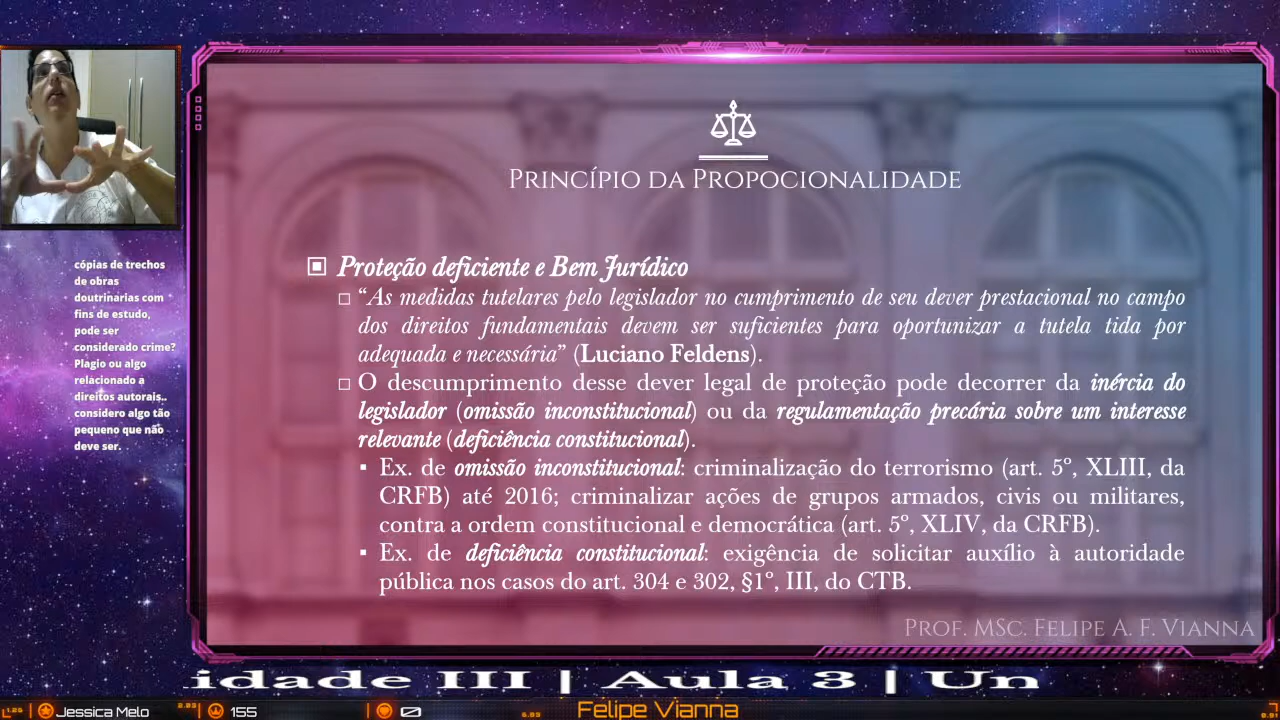 Princípio da Propocionalidade
Proteção deficiente e Bem Jurídico
“As medidas tutelares pelo legislador no cumprimento de seu dever prestacional no campo
dos direitos fundamentais devem ser suficientes para oportunizar a tutela tida por
adequada e necessária” (Luciano Feldens).
O descumprimento desse dever legal de proteção pode decorrer da inércia do
legislador (omissão inconstitucional) ou da regulamentação precária sobre um interesse
relevante (deficiência constitucional).
Ex. de omissão inconstitucional: criminalização do terrorismo (art. 5º, XLIII, da
CRFB) até 2016; criminalizar ações de grupos armados, civis ou militares,
contra a ordem constitucional e democrática (art. 5º, XLIV, da CRFB).
Ex. de deficiência constitucional: exigência de solicitar auxílio à autoridade
pública nos casos do art. 304 e 302, §1º, III, do CTB.
Prof. MSc. Felipe A. F. Vianna
cópias de trechos
de obras
doutrinarias com
fins de estudo,
pode ser
considerado crime?
Plagio ou algo
relacionado a
direitos autorais..
considero algo tão
pequeno que não
deve ser.
idade III | Aula 3 | Un
Jessica Melo
155
0
Felipe Vianna